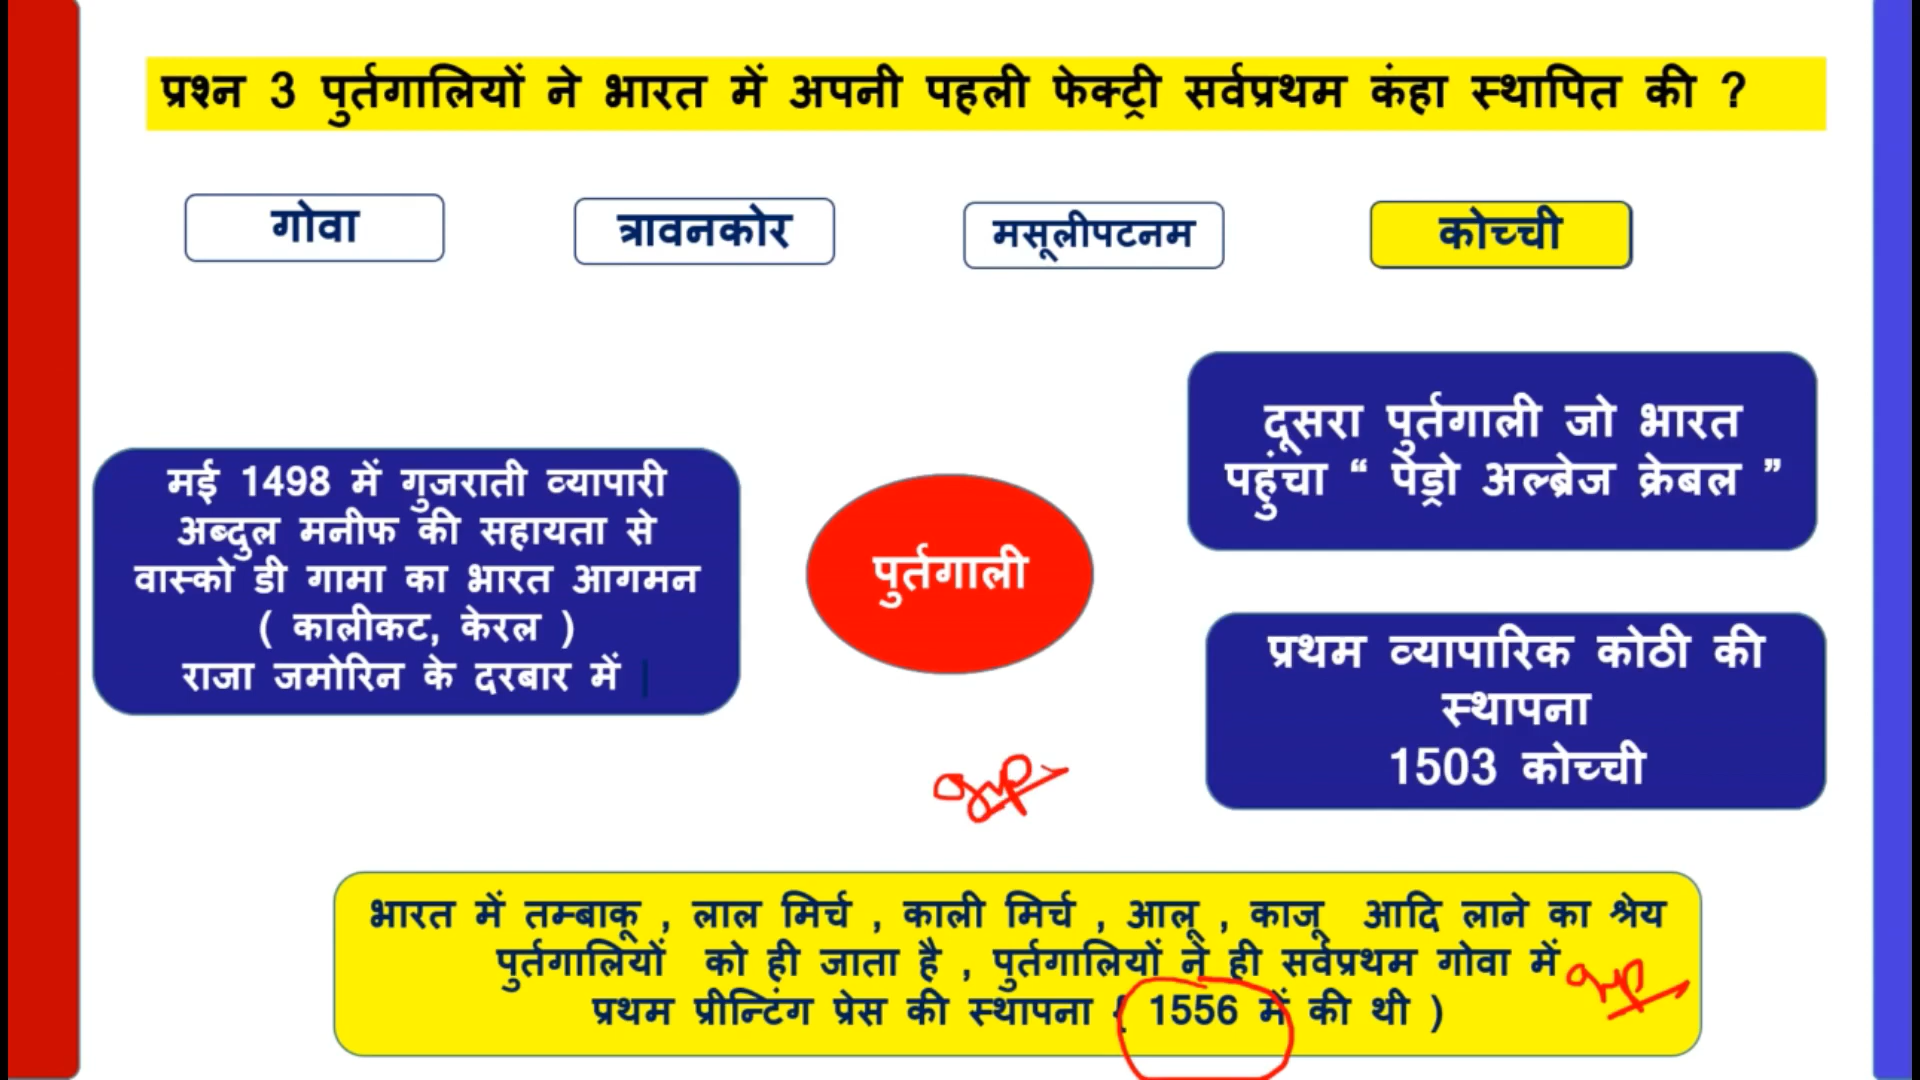 प्रश्न 3 पुर्तगालियों ने भारत में अपनी पहली फेक्ट्री सर्वप्रथम कंहा स्थापित की ?
गोवा
त्रावनकोर
मसूलीपटनम
कोच्ची
दूसरा पुर्तगाली जो भारत
पहुंचा “ पेड्रो अल्ब्रेज क्रेबल ”
मई 1498 में गुजराती व्यापारी
अब्दुल मनीफ की सहायता से
वास्को डी गामा का भारत आगमन
( कालीकट, केरल )
राजा जमोरिन के दरबार में
पुर्तगाली
प्रथम व्यापारिक कोठी की
स्थापना
1503 कोच्ची
भारत में तम्बाकू , लाल मिर्च , काली मिर्च , आलू , काजू आदि लाने का श्रेय
पुर्तगालियों को ही जाता है , पुर्तगालियों ने ही सर्वप्रथम गोवा में
प्रथम प्रीन्टिंग प्रेस की स्थापना ( 1556 में की थी )